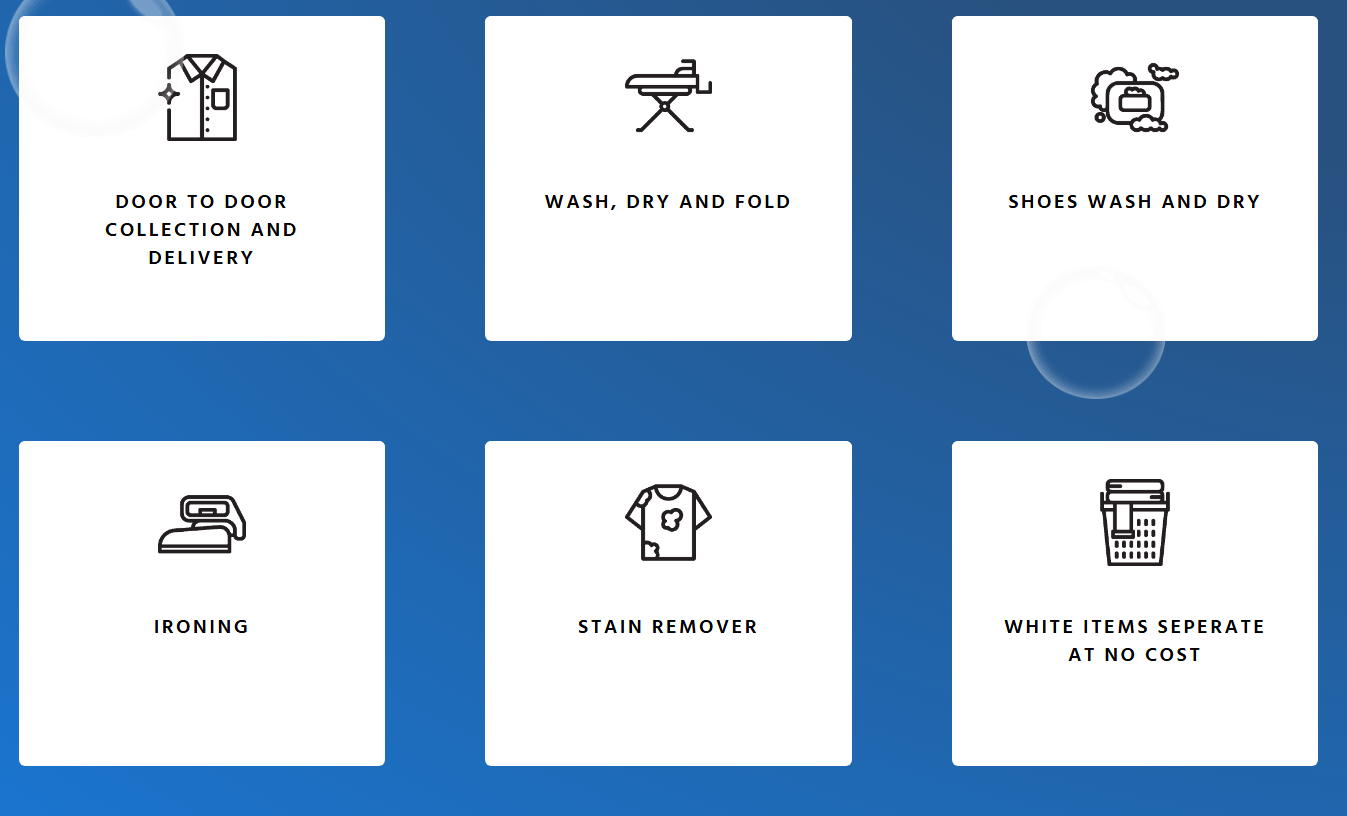 DOOR TO DOOR
COLLECTION AND
DELIVERY
WASH, DRY AND FOLD
SHOES WASH AND DRY
IRONING
STAIN REMOVER
WHITE ITEMS SEPERATE
AT NO COST